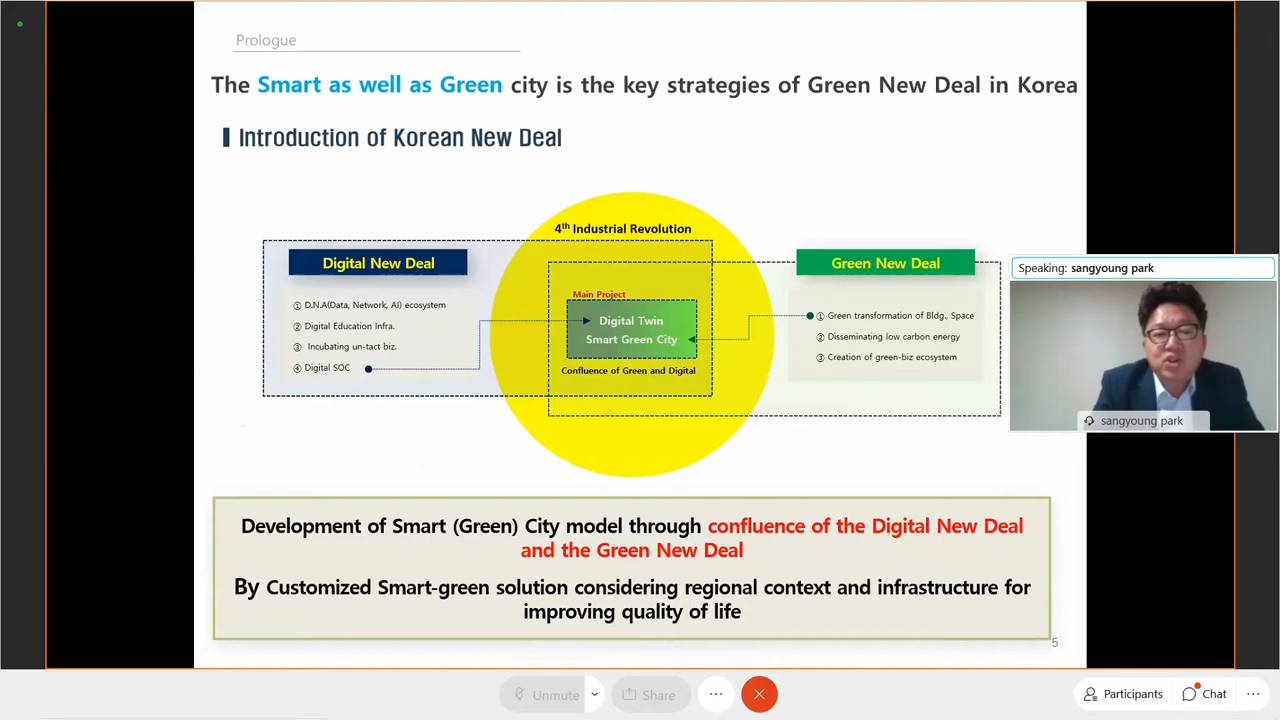 Prologue
The Smart as well as Green city is the key strategies of Green New Deal in Korea
Introduction of Korean New Deal
4th Industrial Revolution
Digital New Deal
① D.N.A(Data, Network, AI) ecosystem
② Digital Education Infra.
③ Incubating un-tact biz.
④ Digital SOC
Main Project
Digital Twin
Smart Green City
Confluence of Green and Digital
Green New Deal
① Green transformation of Bldg., Space
② Disseminating low carbon energy
③ Creation of green-biz ecosystem
Speaking: sangyoung park
sangyoung park
Development of Smart (Green) City model through confluence of the Digital New Deal
and the Green New Deal
By Customized Smart-green solution considering regional context and infrastructure for
improving quality of life
5
Unmute
Share
Participants
Chat